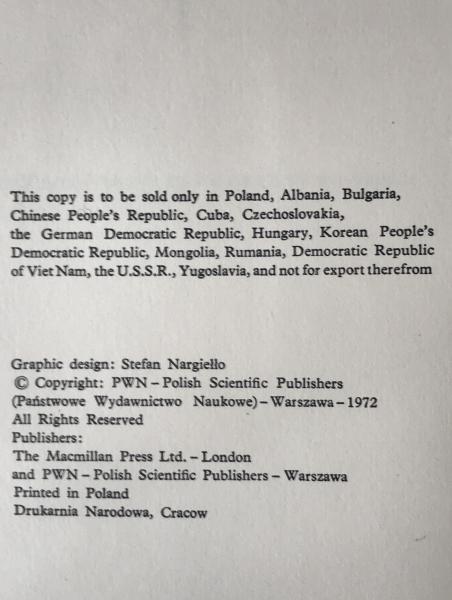 This copy is to be sold only in Poland, Albania, Bulgaria,
Chinese People's Republic, Cuba, Czechoslovakia,
the German Democratic Republic, Hungary, Korean People's
Democratic Republic, Mongolia, Rumania, Democratic Republic
of Viet Nam, the U.S.S.R., Yugoslavia, and not for export therefrom
Graphic design: Stefan Nargiełło
© Copyright: PWN – Polish Scientific Publishers
(Państwowe Wydawnictwo Naukowe) – Warszawa – 1972
All Rights Reserved
Publishers:
The Macmillan Press Ltd. – London
and PWN – Polish Scientific Publishers – Warszawa
Printed in Poland
Drukarnia Narodowa, Cracow